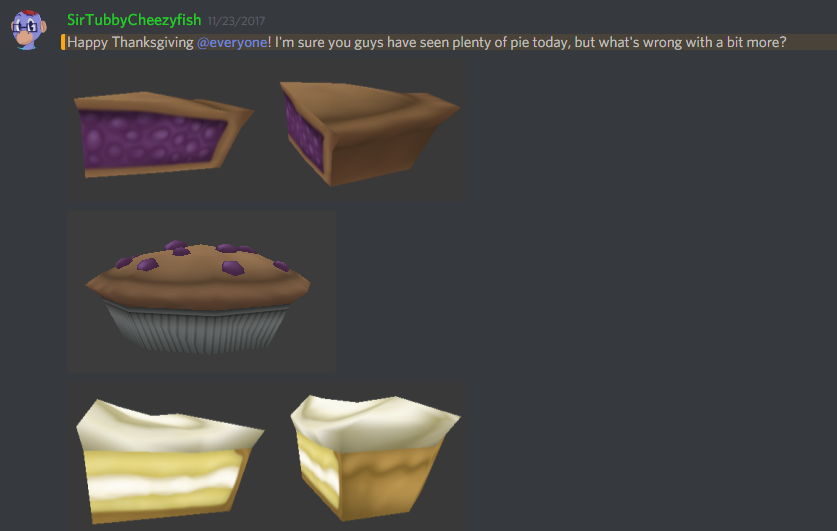 SirTubbyCheezyfish 11/23/2017
Happy Thanksgiving @everyone! I'm sure you guys have seen plenty of pie today, but what's wrong with a bit more?